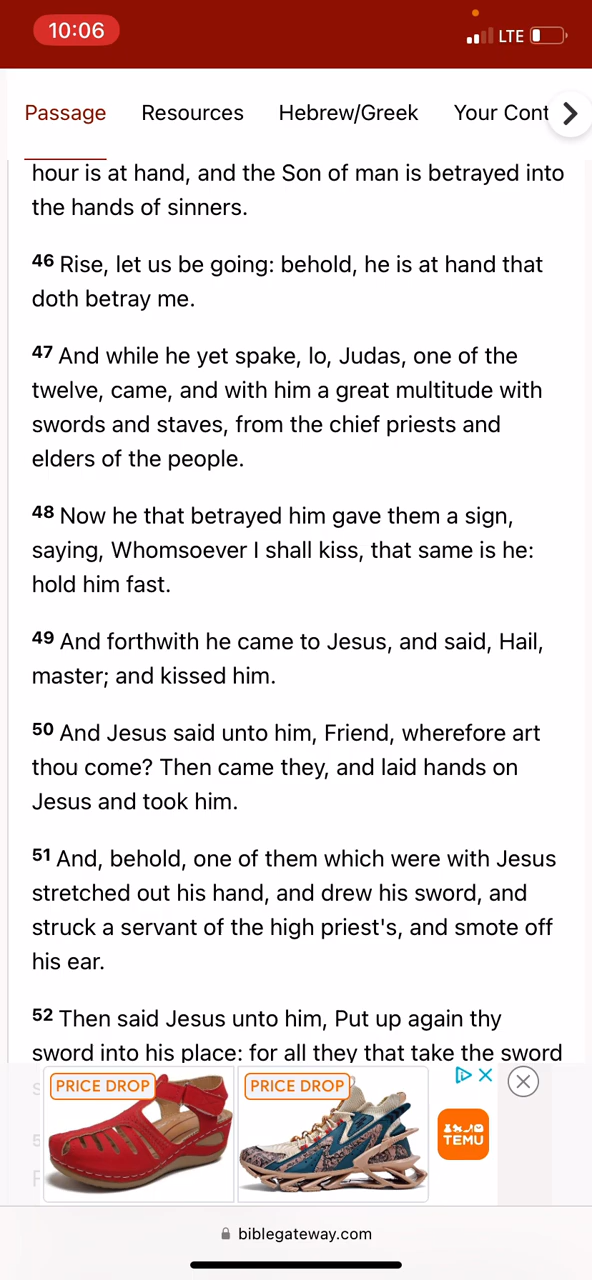 10:06
LTE
Passage Resources Hebrew/Greek Your Cont
hour is at hand, and the Son of man is betrayed into
the hands of sinners.
46 Rise, let us be going: behold, he is at hand that
doth betray me.
47 And while he yet spake, lo, Judas, one of the
twelve, came, and with him a great multitude with
swords and staves, from the chief priests and
elders of the people.
48 Now he that betrayed him gave them a sign,
saying, Whomsoever I shall kiss, that same is he:
hold him fast.
49 And forthwith he came to Jesus, and said, Hail,
master; and kissed him.
50 And Jesus said unto him, Friend, wherefore art
thou come? Then came they, and laid hands on
Jesus and took him.
51 And, behold, one of them which were with Jesus
stretched out his hand, and drew his sword, and
struck a servant of the high priest's, and smote off
his ear.
52 Then said Jesus unto him, Put up again thy
sword into his place: for all they that take the sword
PRICE DROP PRICE DROP
TEMU
biblegateway.com